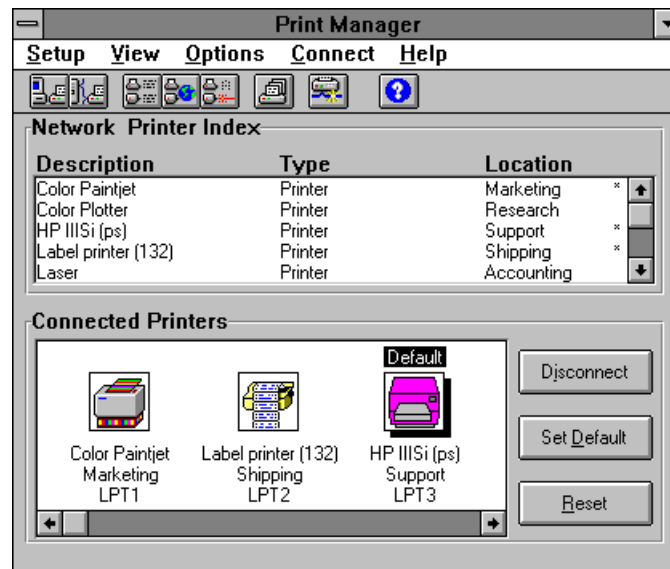 Print Manager
Setup View Options Connect Help
Network Printer Index
Description Type Location
Color Paintjet Printer Marketing *
Color Plotter Printer Research
HP IIISi (ps) Printer Support *
Label printer (132) Printer Shipping *
Laser Printer Accounting
Connected Printers
Default
Color Paintjet
Marketing
LPT1
Label printer (132)
Shipping
LPT2
HP IIISi (ps)
Support
LPT3
Disconnect
Set Default
Reset